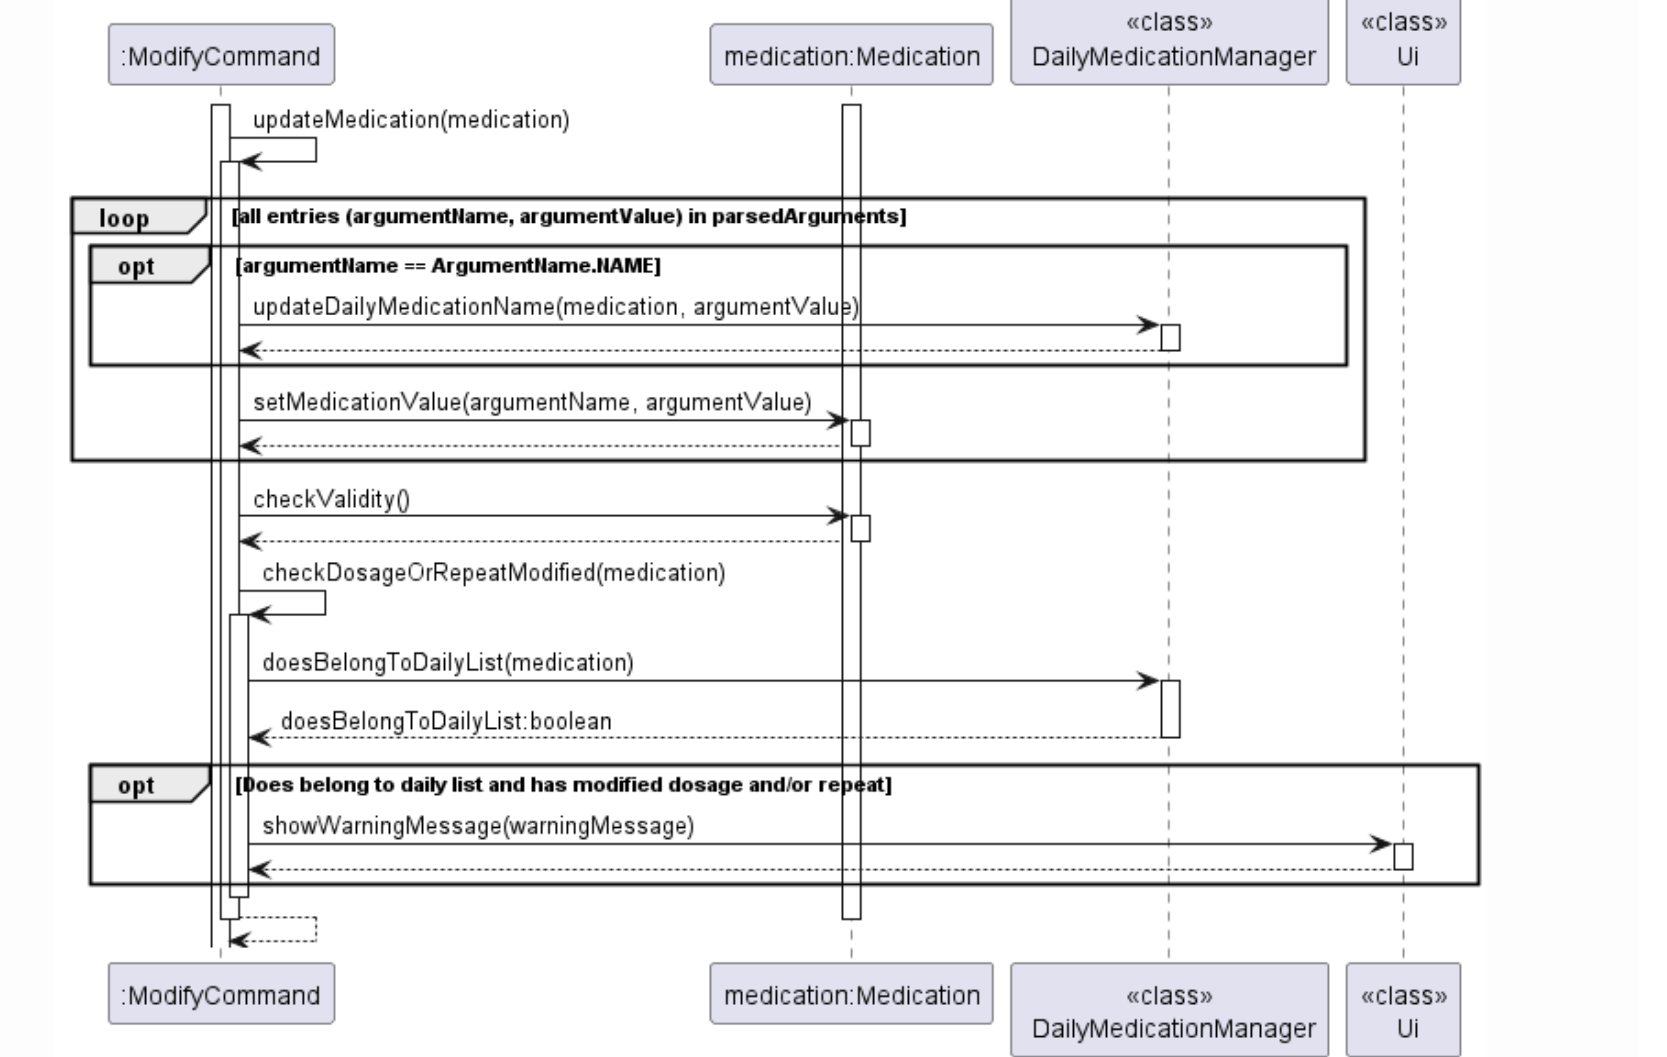 :ModifyCommand
medication:Medication
«class»
DailyMedicationManager
«class»
Ui
updateMedication(medication)
loop
[all entries (argumentName, argumentValue) in parsedArguments]
opt
[argumentName == ArgumentName.NAME]
updateDailyMedicationName(medication, argumentValue)
setMedicationValue(argumentName, argumentValue)
checkValidity()
checkDosageOrRepeatModified(medication)
doesBelongToDailyList(medication)
doesBelongToDailyList:boolean
opt
[Does belong to daily list and has modified dosage and/or repeat]
showWarningMessage(warningMessage)
:ModifyCommand
medication:Medication
«class»
DailyMedicationManager
«class»
Ui